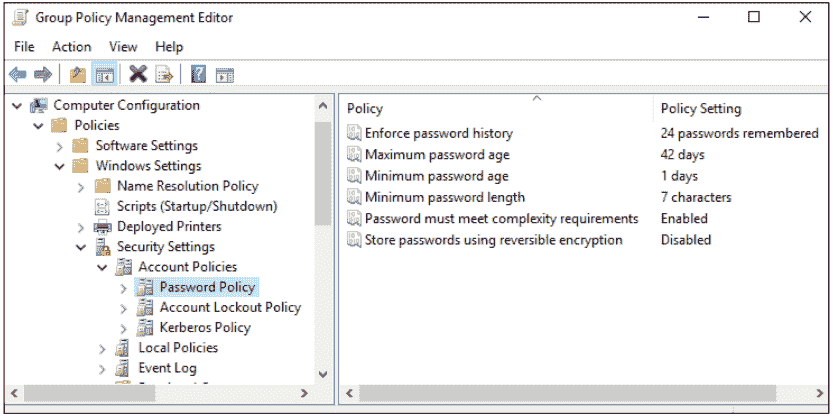 Group Policy Management Editor
File Action View Help
Computer Configuration
Policies
Software Settings
Windows Settings
Name Resolution Policy
Scripts (Startup/Shutdown)
Deployed Printers
Security Settings
Account Policies
Password Policy
Account Lockout Policy
Kerberos Policy
Local Policies
Event Log
Policy Policy Setting
Enforce password history 24 passwords remembered
Maximum password age 42 days
Minimum password age 1 days
Minimum password length 7 characters
Password must meet complexity requirements Enabled
Store passwords using reversible encryption Disabled